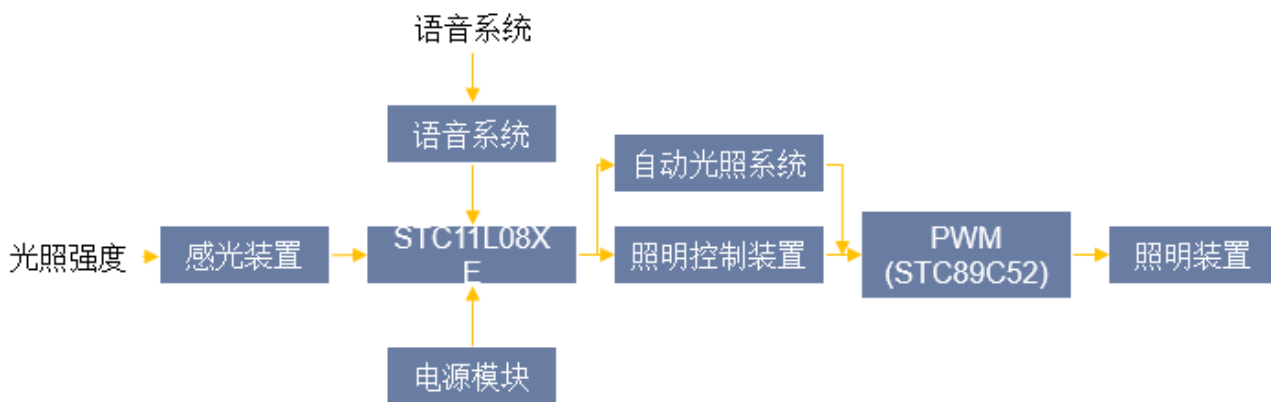 语音系统
语音系统
自动光照系统
光照强度
感光装置
STC11L08X
E
照明控制装置
PWM
(STC89C52)
照明装置
电源模块